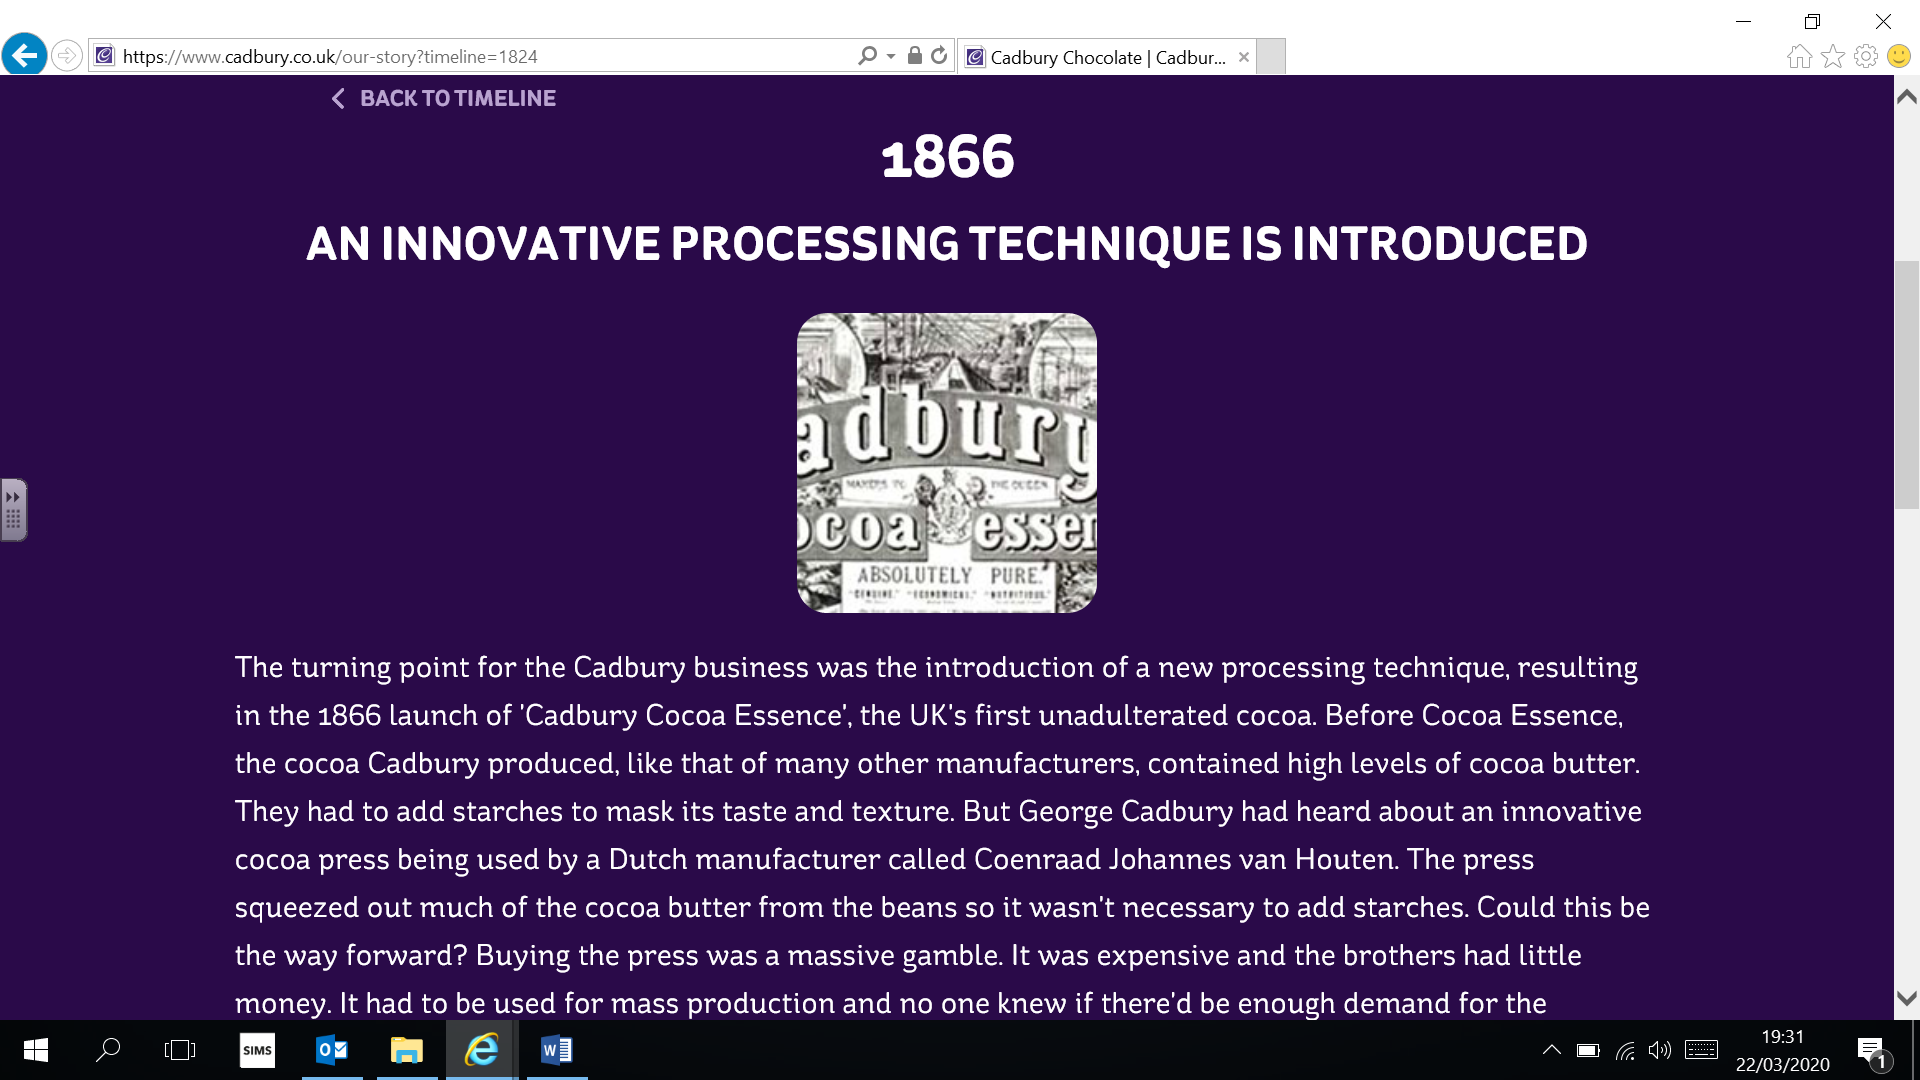 https://www.cadbury.co.uk/our-story?timeline=1824
Cadbury Chocolate | Cadbur...
BACK TO TIMELINE
1866
AN INNOVATIVE PROCESSING TECHNIQUE IS INTRODUCED
adbury
MAKERS TO THE QUEEN
ocoa essen
ABSOLUTELY PURE.
"GENUINE." "ECONOMICAL." "NUTRITIOUS."
The turning point for the Cadbury business was the introduction of a new processing technique, resulting
in the 1866 launch of 'Cadbury Cocoa Essence', the UK's first unadulterated cocoa. Before Cocoa Essence,
the cocoa Cadbury produced, like that of many other manufacturers, contained high levels of cocoa butter.
They had to add starches to mask its taste and texture. But George Cadbury had heard about an innovative
cocoa press being used by a Dutch manufacturer called Coenraad Johannes van Houten. The press
squeezed out much of the cocoa butter from the beans so it wasn't necessary to add starches. Could this be
the way forward? Buying the press was a massive gamble. It was expensive and the brothers had little
money. It had to be used for mass production and no one knew if there'd be enough demand for the
SIMS
19:31
22/03/2020
1